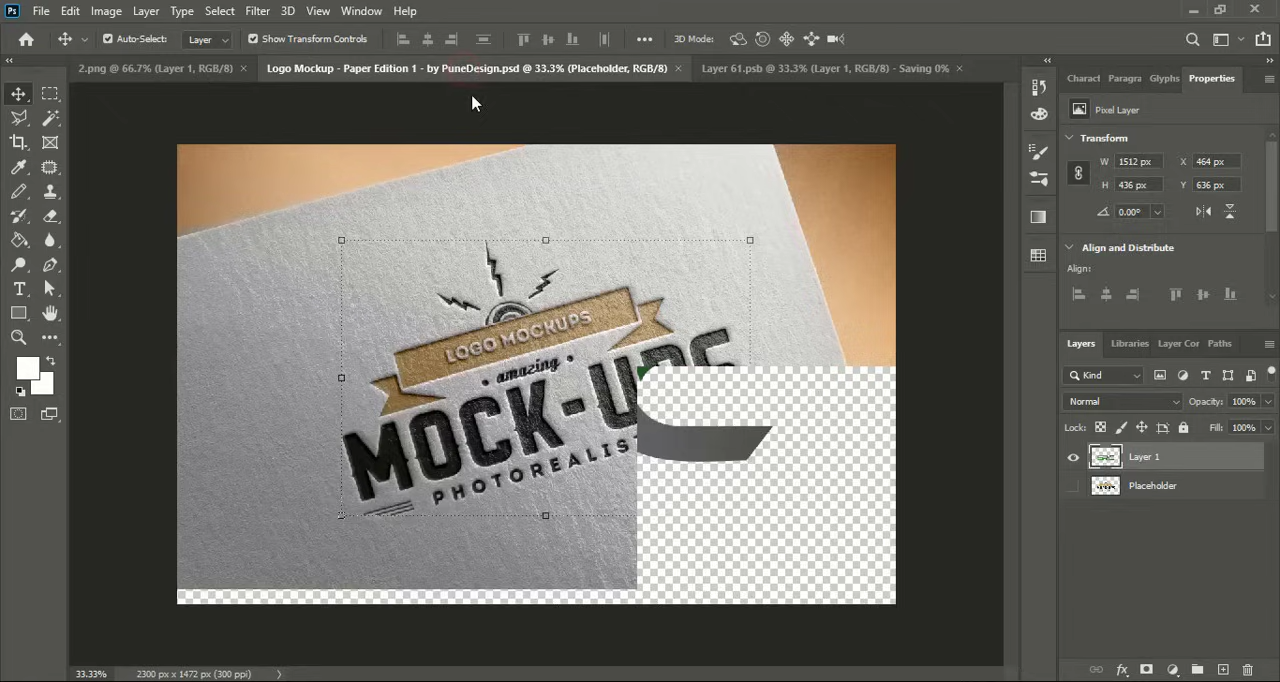 Ps File Edit Image Layer Type Select Filter 3D View Window Help
Auto-Select: Layer Show Transform Controls 3D Mode:
2.png @ 66.7% (Layer 1, RGB/8) × Logo Mockup - Paper Edition 1 - by PuneDesign.psd @ 33.3% (Placeholder, RGB/8) × Layer 61.psb @ 33.3% (Layer 1, RGB/8) - Saving 0% ×
Charact Paragra Glyphs Properties
Pixel Layer
Transform
W 1512 px X 464 px
H 436 px Y 636 px
0.00°
Align and Distribute
Align:
LOGO MOCKUPS
• amazing •
MOCK-UPS
PHOTOREALIST
Layers Libraries Layer Cor Paths
Kind
Normal Opacity: 100%
Lock: Fill: 100%
Layer 1
Placeholder
33.33% 2300 px x 1472 px (300 ppi)